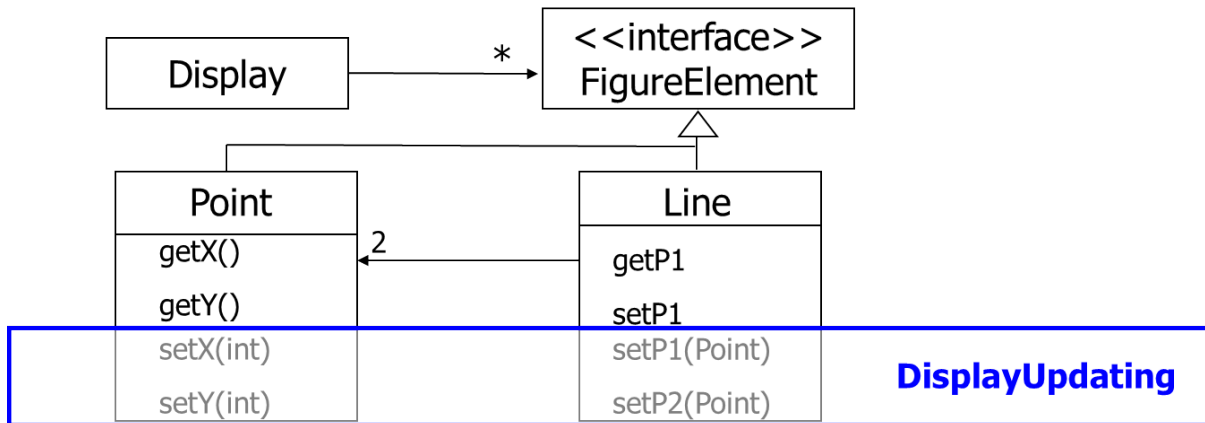 Display
*
<<interface>>
FigureElement
Point
getX()
getY()
setX(int)
setY(int)
2
Line
getP1
setP1
setP1(Point)
setP2(Point)
DisplayUpdating